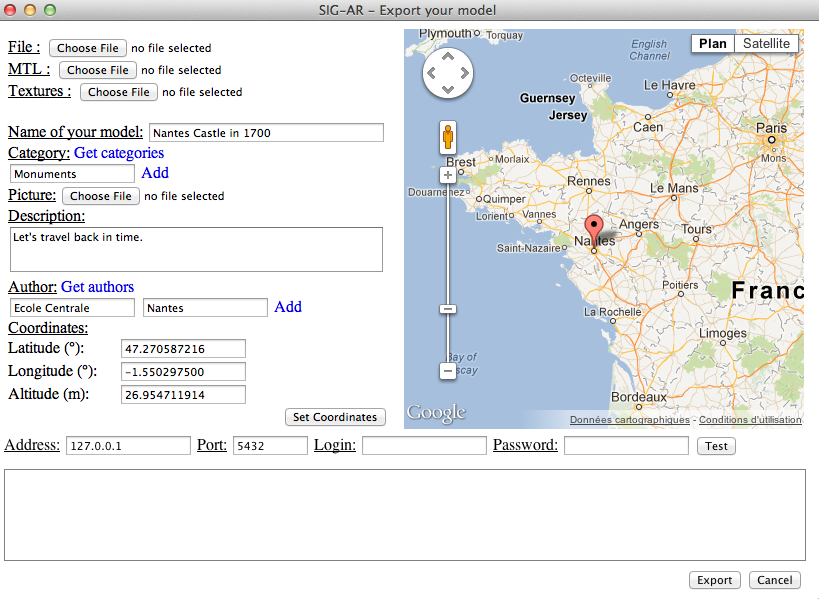 SIG-AR – Export your model
File : Choose File no file selected
MTL : Choose File no file selected
Textures : Choose File no file selected
Name of your model: Nantes Castle in 1700
Category: Get categories
Monuments Add
Picture: Choose File no file selected
Description:
Let's travel back in time.
Author: Get authors
Ecole Centrale Nantes Add
Coordinates:
Latitude (°): 47.270587216
Longitude (°): -1.550297500
Altitude (m): 26.954711914
Set Coordinates
Plymouth Torquay
English
Channel
Plan Satellite
Octeville
Le Havre
Guernsey
Jersey
Caen
Paris
Mons
Brest Morlaix
Douarnenez
Rennes
Le Mans
Quimper
Lorient Vannes
Angers
Tours
Nantes
Saint-Nazaire
Poitiers
Franc
La Rochelle
Limoges
Bay of
scay
Bordeaux
Google
Données cartographiques - Conditions d'utilisation
Address: 127.0.0.1 Port: 5432 Login: Password: Test
Export Cancel